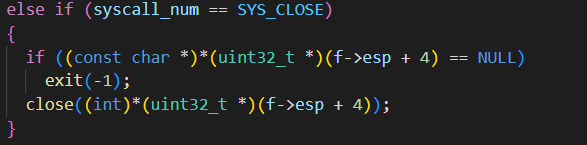 else if (syscall_num == SYS_CLOSE)
{
if ((const char *)*(uint32_t *)(f->esp + 4) == NULL)
exit(-1);
close((int)*(uint32_t *)(f->esp + 4));
}